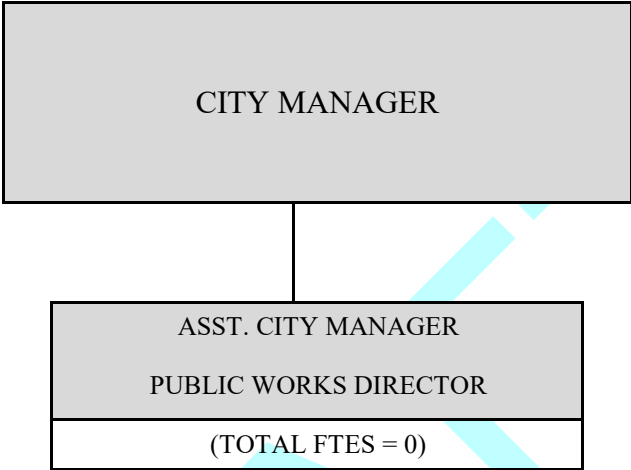 CITY MANAGER
ASST. CITY MANAGER
PUBLIC WORKS DIRECTOR
(TOTAL FTES = 0)